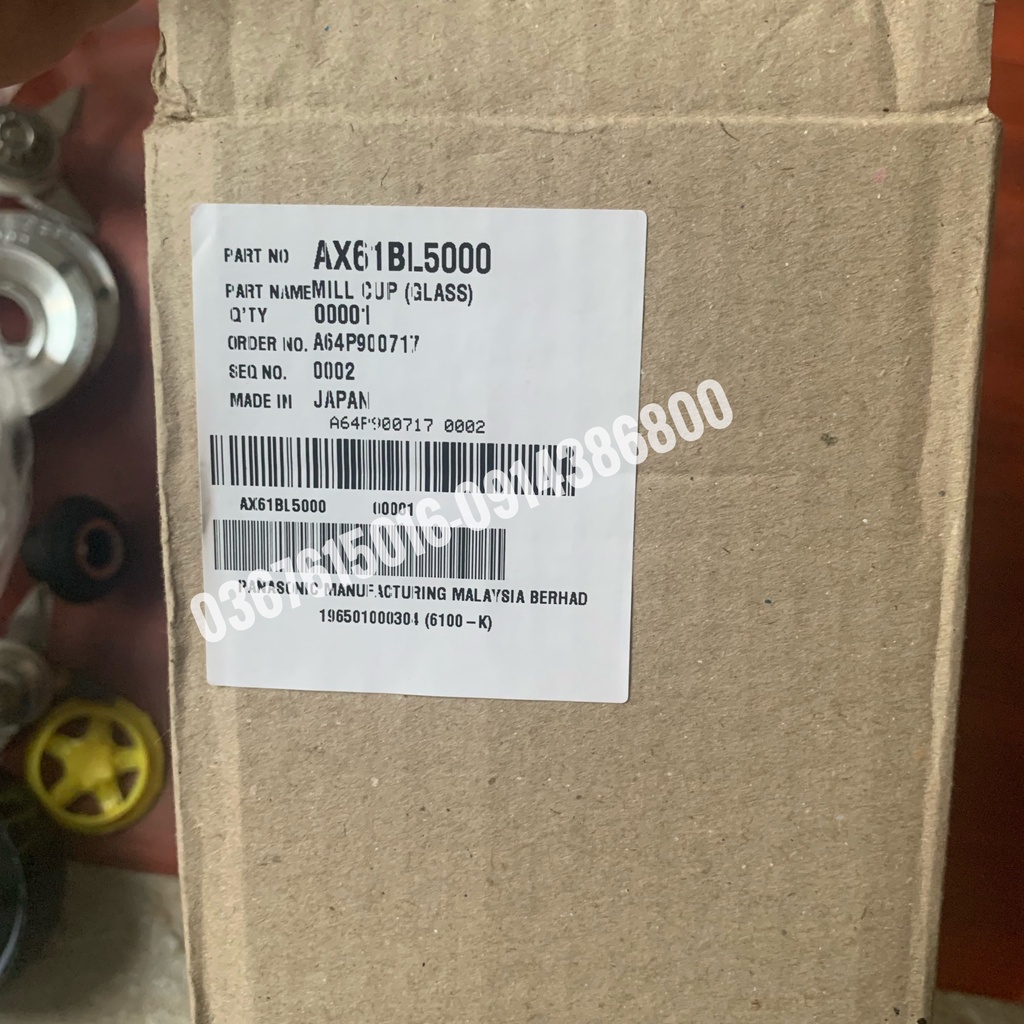 PART NO AX61BL5000
PART NAME MILL CUP (GLASS)
Q'TY 00001
ORDER NO. A64P900717
SEQ NO. 0002
MADE IN JAPAN
A64P900717 0002
AX61BL5000 00001
PANASONIC MANUFACTURING MALAYSIA BERHAD
196501000304 (6100-K)
0367615016-0914386800